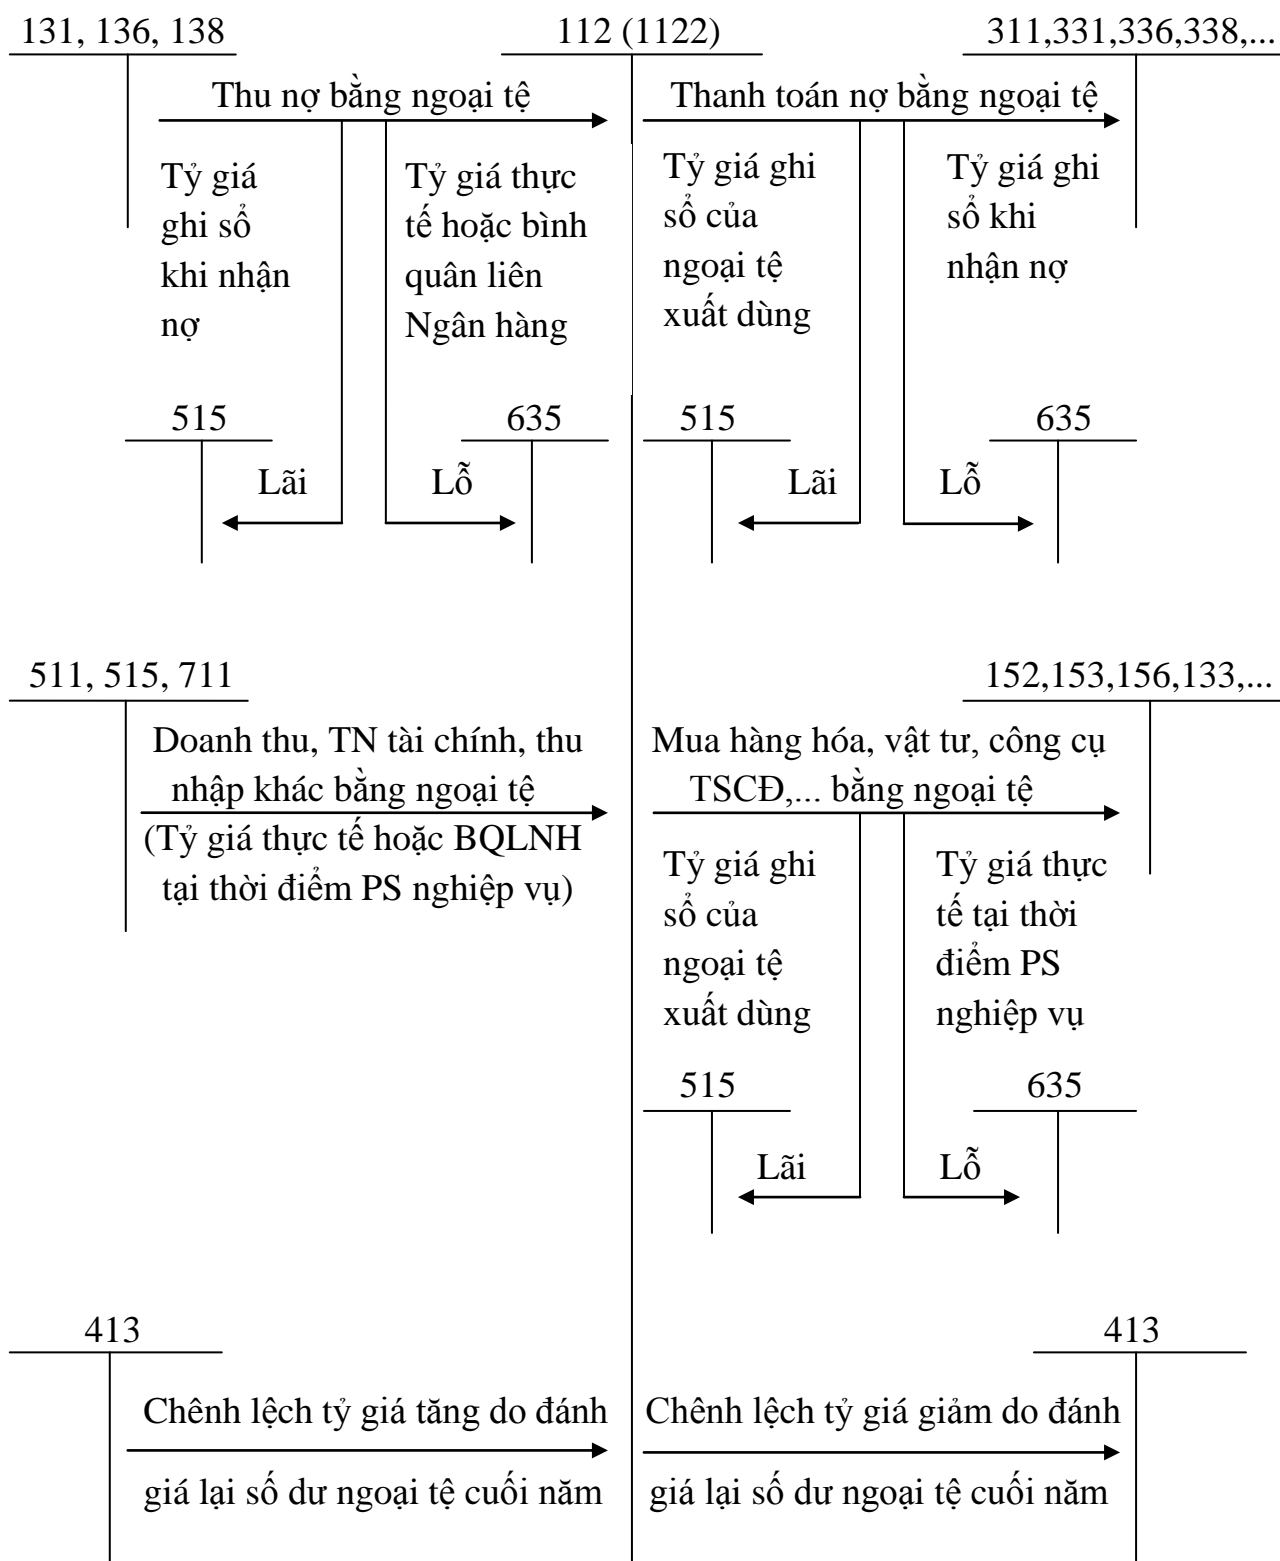 131, 136, 138
112 (1122)
311,331,336,338,...
Thu nợ bằng ngoại tệ
Thanh toán nợ bằng ngoại tệ
Tỷ giá
ghi sổ
khi nhận
nợ
Tỷ giá thực
tế hoặc bình
quân liên
Ngân hàng
Tỷ giá ghi
sổ của
ngoại tệ
xuất dùng
Tỷ giá ghi
sổ khi
nhận nợ
515
635
515
635
Lãi
Lỗ
Lãi
Lỗ
511, 515, 711
152,153,156,133,...
Doanh thu, TN tài chính, thu
nhập khác bằng ngoại tệ
(Tỷ giá thực tế hoặc BQLNH
tại thời điểm PS nghiệp vụ)
Mua hàng hóa, vật tư, công cụ
TSCĐ,... bằng ngoại tệ
Tỷ giá ghi
sổ của
ngoại tệ
xuất dùng
Tỷ giá thực
tế tại thời
điểm PS
nghiệp vụ
515
635
Lãi
Lỗ
413
413
Chênh lệch tỷ giá tăng do đánh
giá lại số dư ngoại tệ cuối năm
Chênh lệch tỷ giá giảm do đánh
giá lại số dư ngoại tệ cuối năm